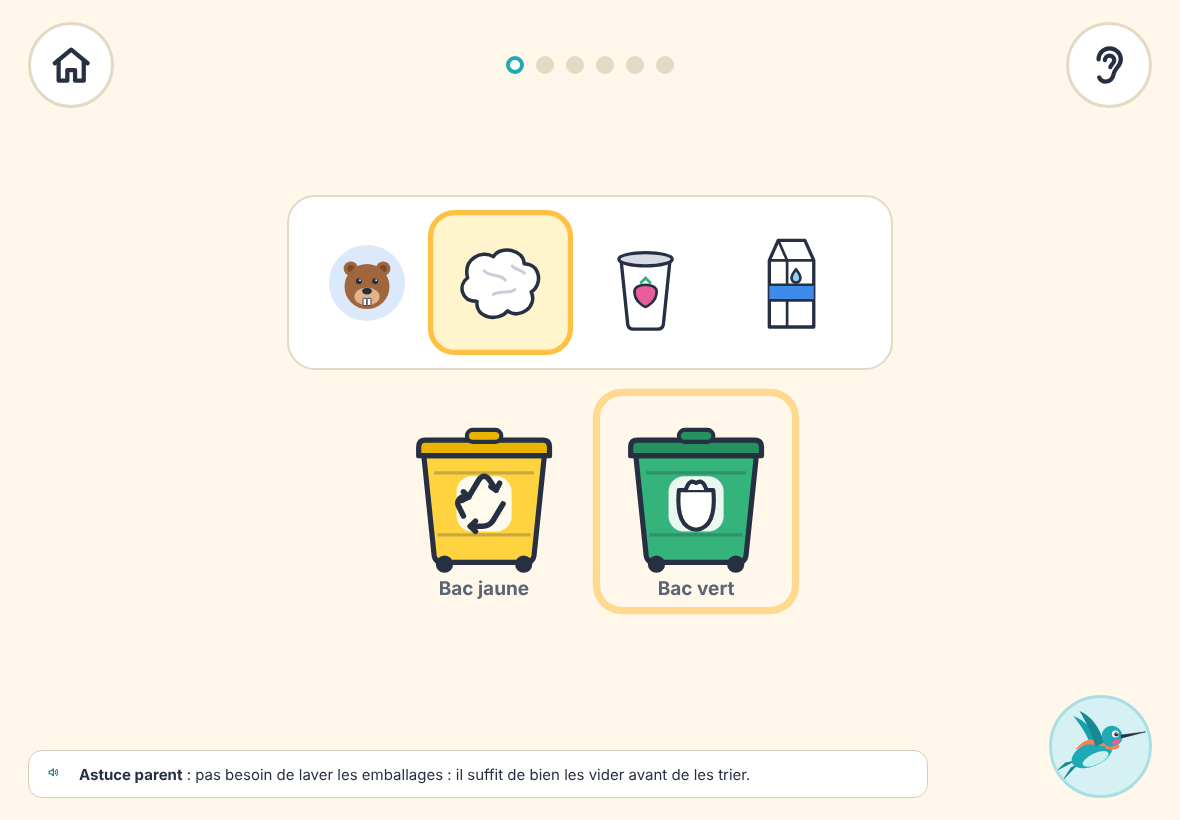 Bac jaune
Bac vert
Astuce parent : pas besoin de laver les emballages : il suffit de bien les vider avant de les trier.